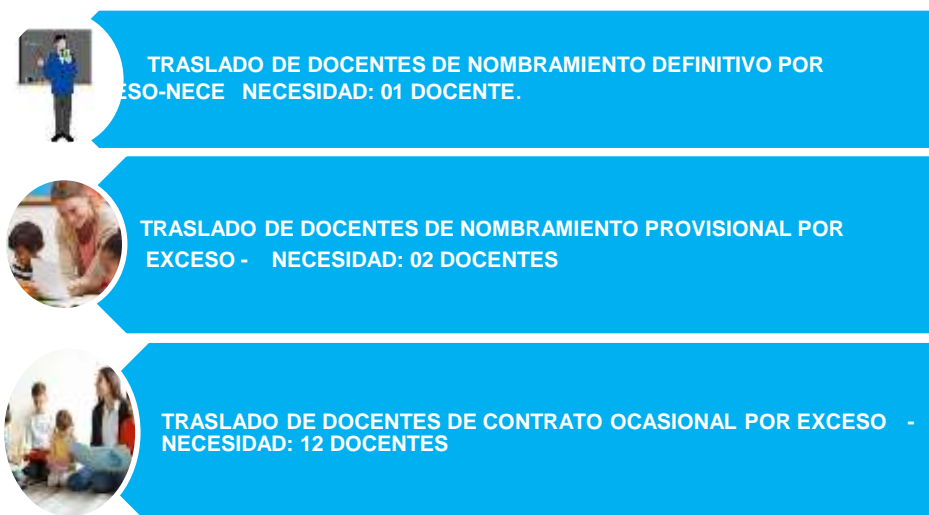 TRASLADO DE DOCENTES DE NOMBRAMIENTO DEFINITIVO POR
ESO-NECE NECESIDAD: 01 DOCENTE.
TRASLADO DE DOCENTES DE NOMBRAMIENTO PROVISIONAL POR
EXCESO - NECESIDAD: 02 DOCENTES
TRASLADO DE DOCENTES DE CONTRATO OCASIONAL POR EXCESO -
NECESIDAD: 12 DOCENTES